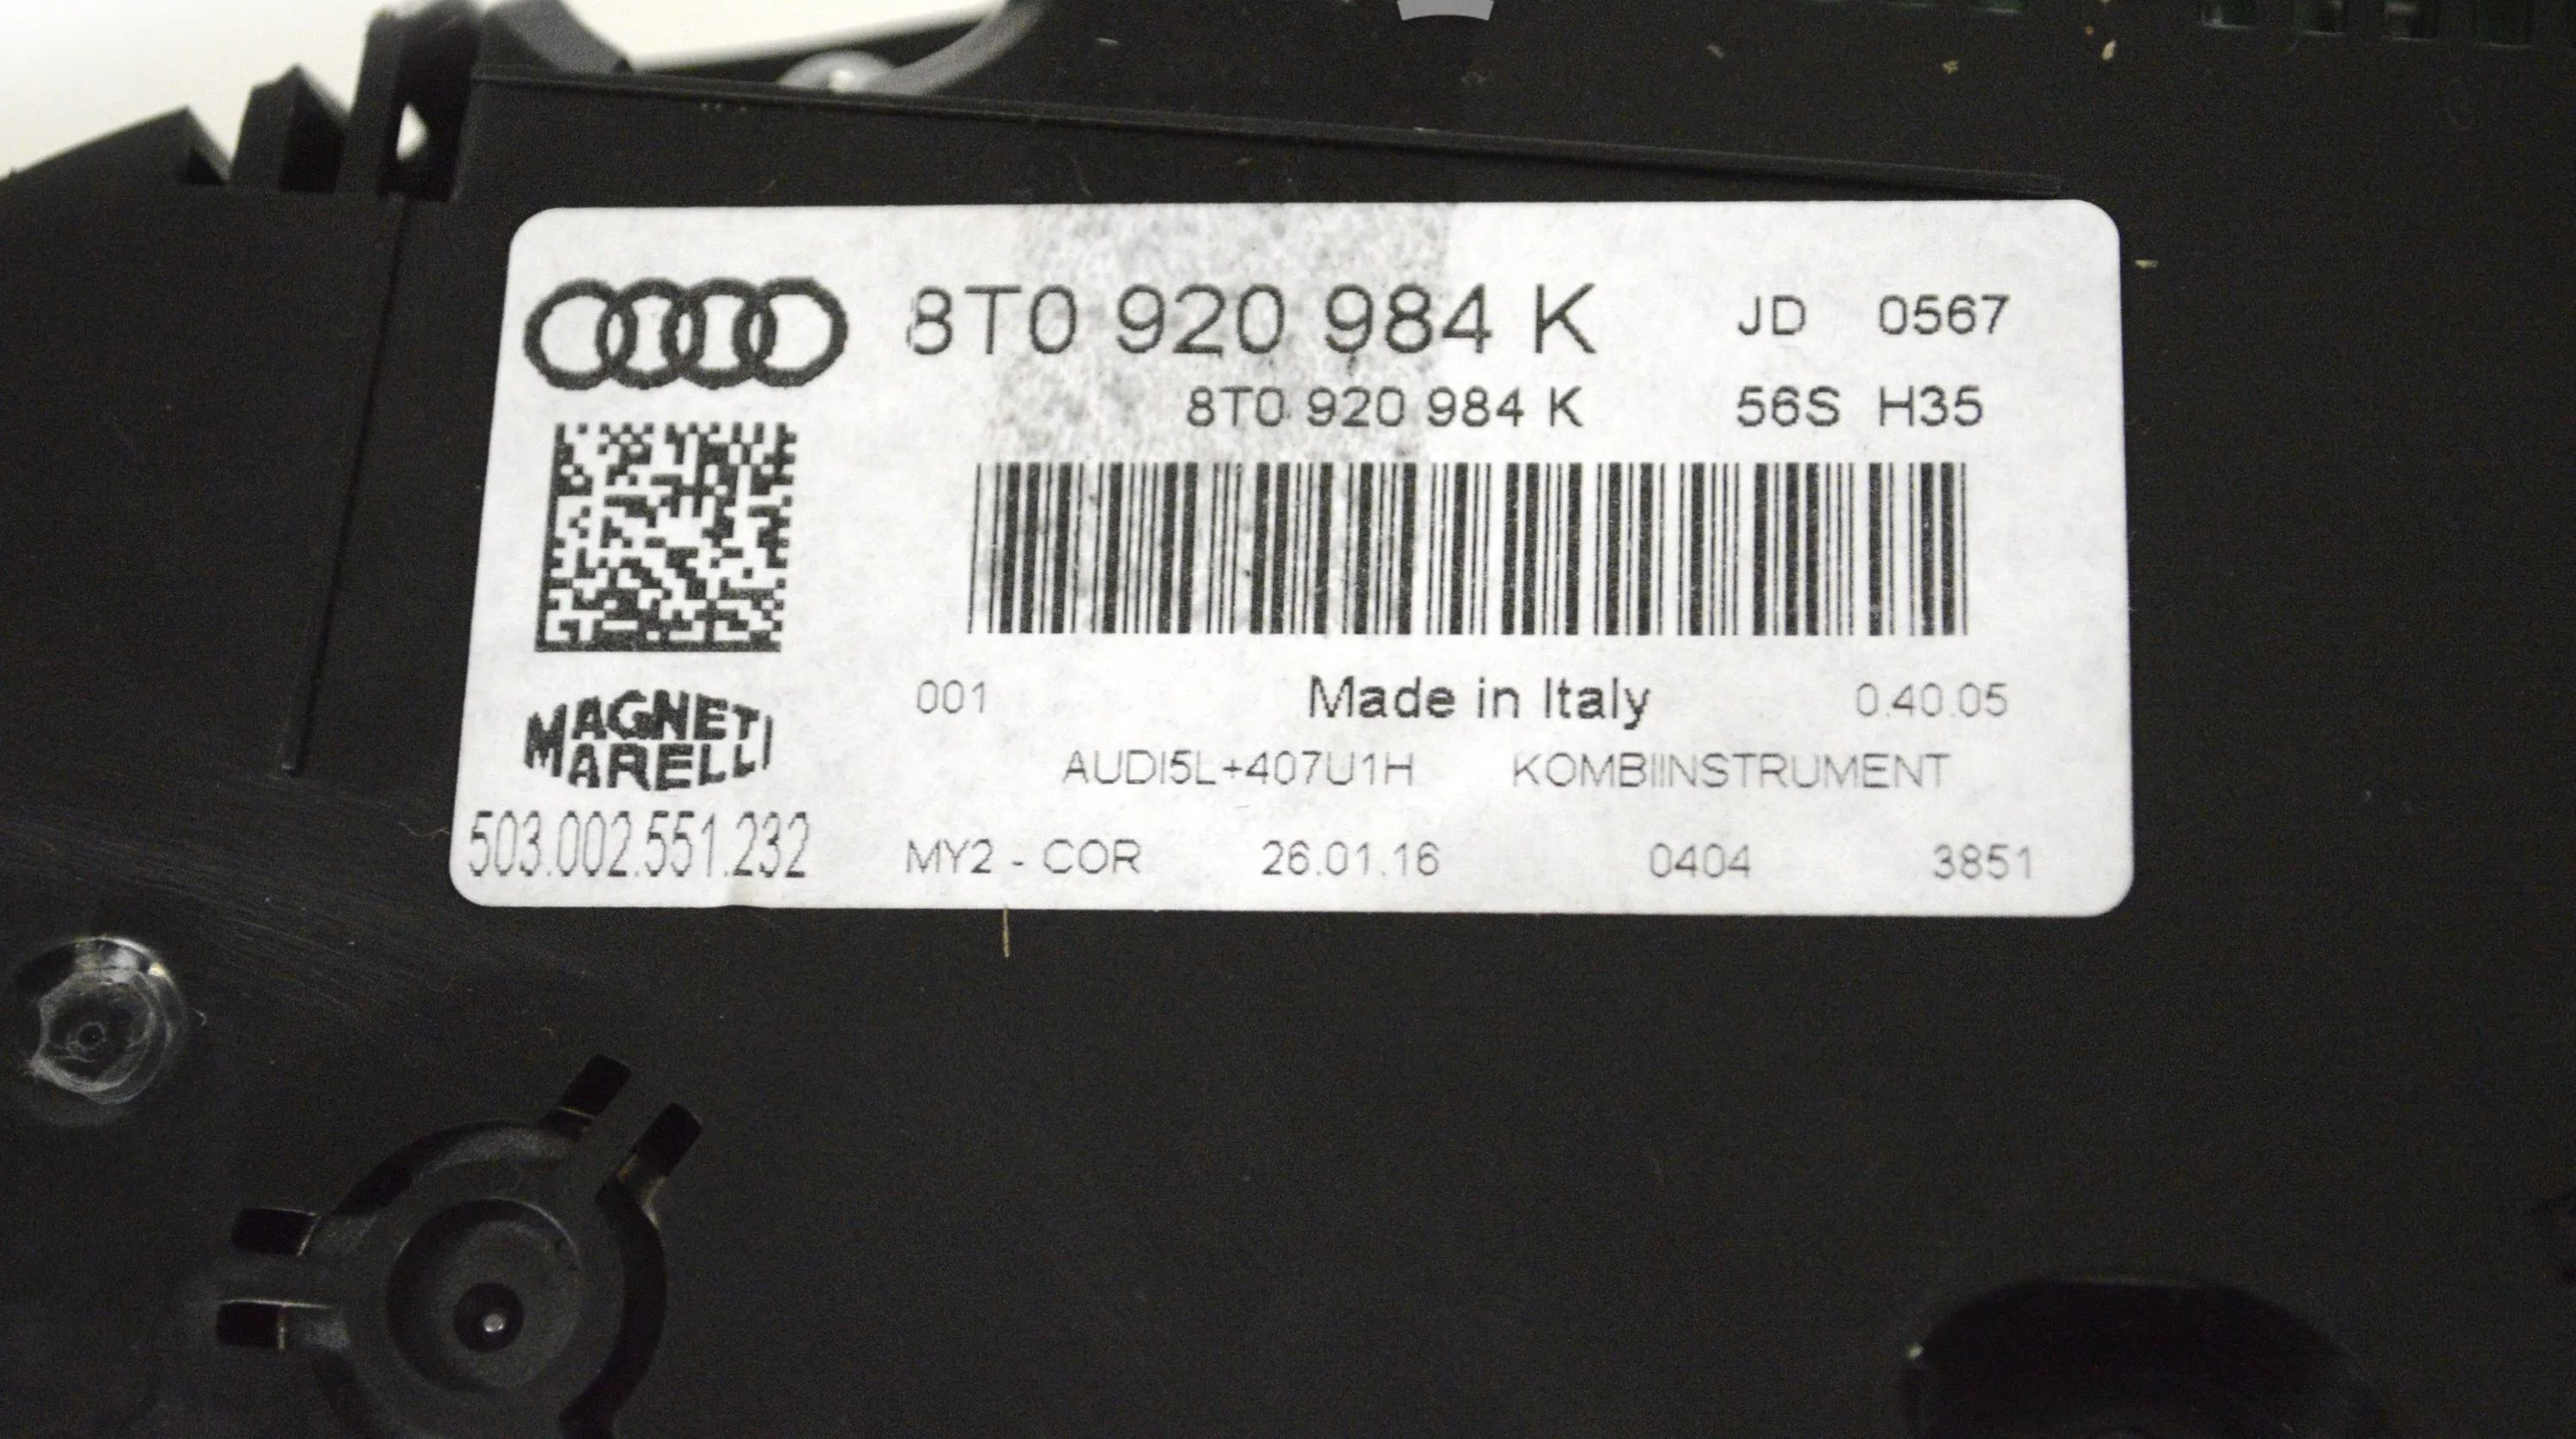 8T0 920 984 K JD 0567
8T0 920 984 K 56S H35
001 Made in Italy 0.40.05
MAGNETI
MARELLI
AUDI5L+407U1H KOMBIINSTRUMENT
503.002.551.232 MY2 - COR 26.01.16 0404 3851